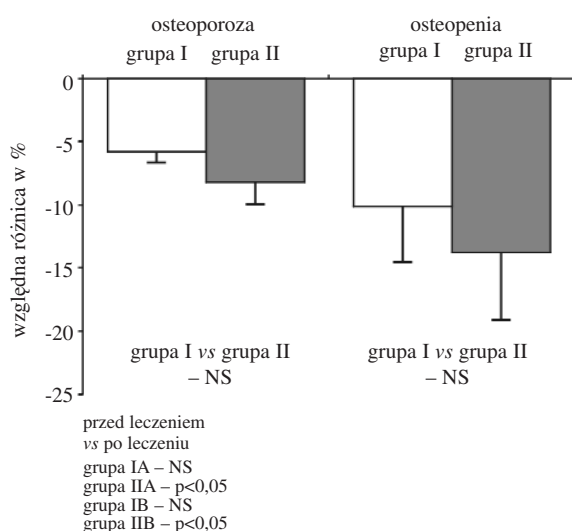 osteoporoza osteopenia
grupa I grupa II grupa I grupa II
0
-5
-10
-15
-20
-25
względna różnica w %
grupa I vs grupa II
– NS
grupa I vs grupa II
– NS
przed leczeniem
vs po leczeniu
grupa IA – NS
grupa IIA – p<0,05
grupa IB – NS
grupa IIB – p<0,05